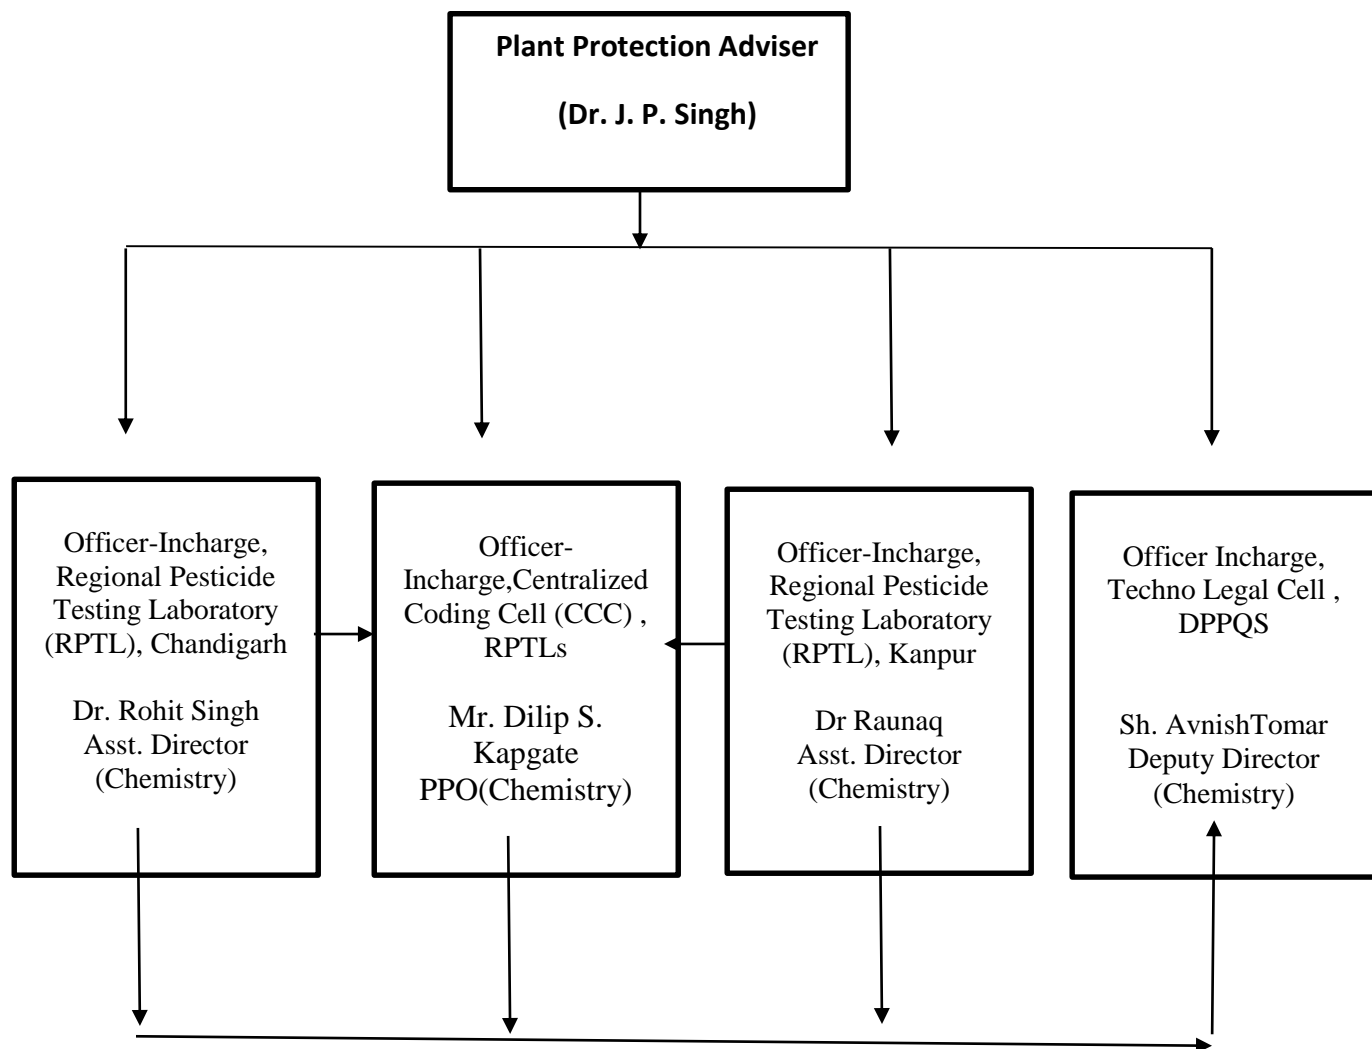 Plant Protection Adviser
(Dr. J. P. Singh)
Officer-Incharge,
Regional Pesticide
Testing Laboratory
(RPTL), Chandigarh
Dr. Rohit Singh
Asst. Director
(Chemistry)
Officer-
Incharge,Centralized
Coding Cell (CCC) ,
RPTLs
Mr. Dilip S.
Kapgate
PPO(Chemistry)
Officer-Incharge,
Regional Pesticide
Testing Laboratory
(RPTL), Kanpur
Dr Raunaq
Asst. Director
(Chemistry)
Officer Incharge,
Techno Legal Cell ,
DPPQS
Sh. AvnishTomar
Deputy Director
(Chemistry)